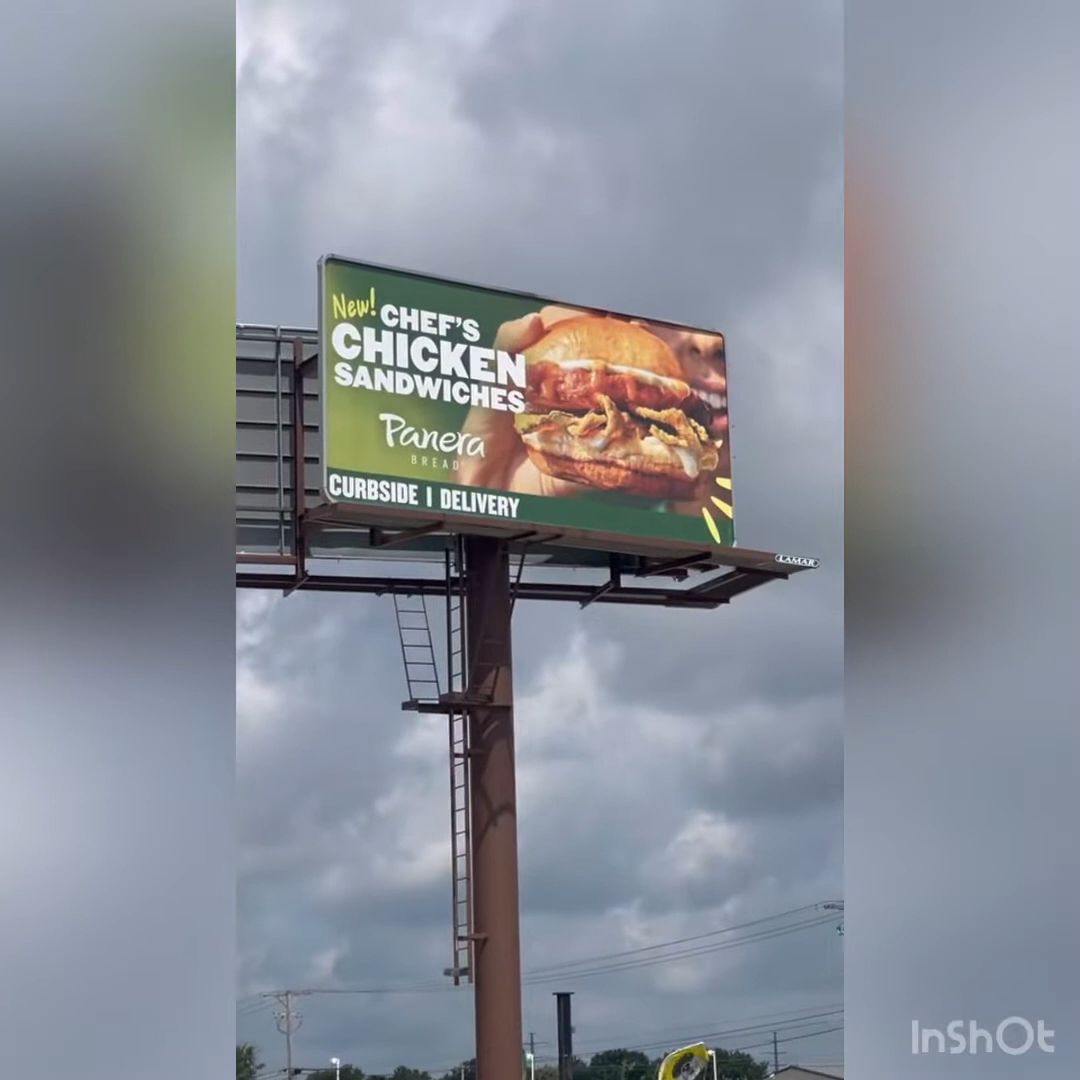 New! CHEF'S
CHICKEN
SANDWICHES
Panera
BREAD
CURBSIDE | DELIVERY
LAMAR
InShOt